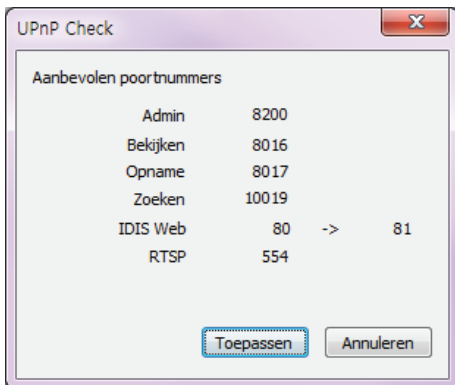 UPnP Check
Aanbevolen poortnummers
Admin 8200
Bekijken 8016
Opname 8017
Zoeken 10019
IDIS Web 80 -> 81
RTSP 554
Toepassen Annuleren